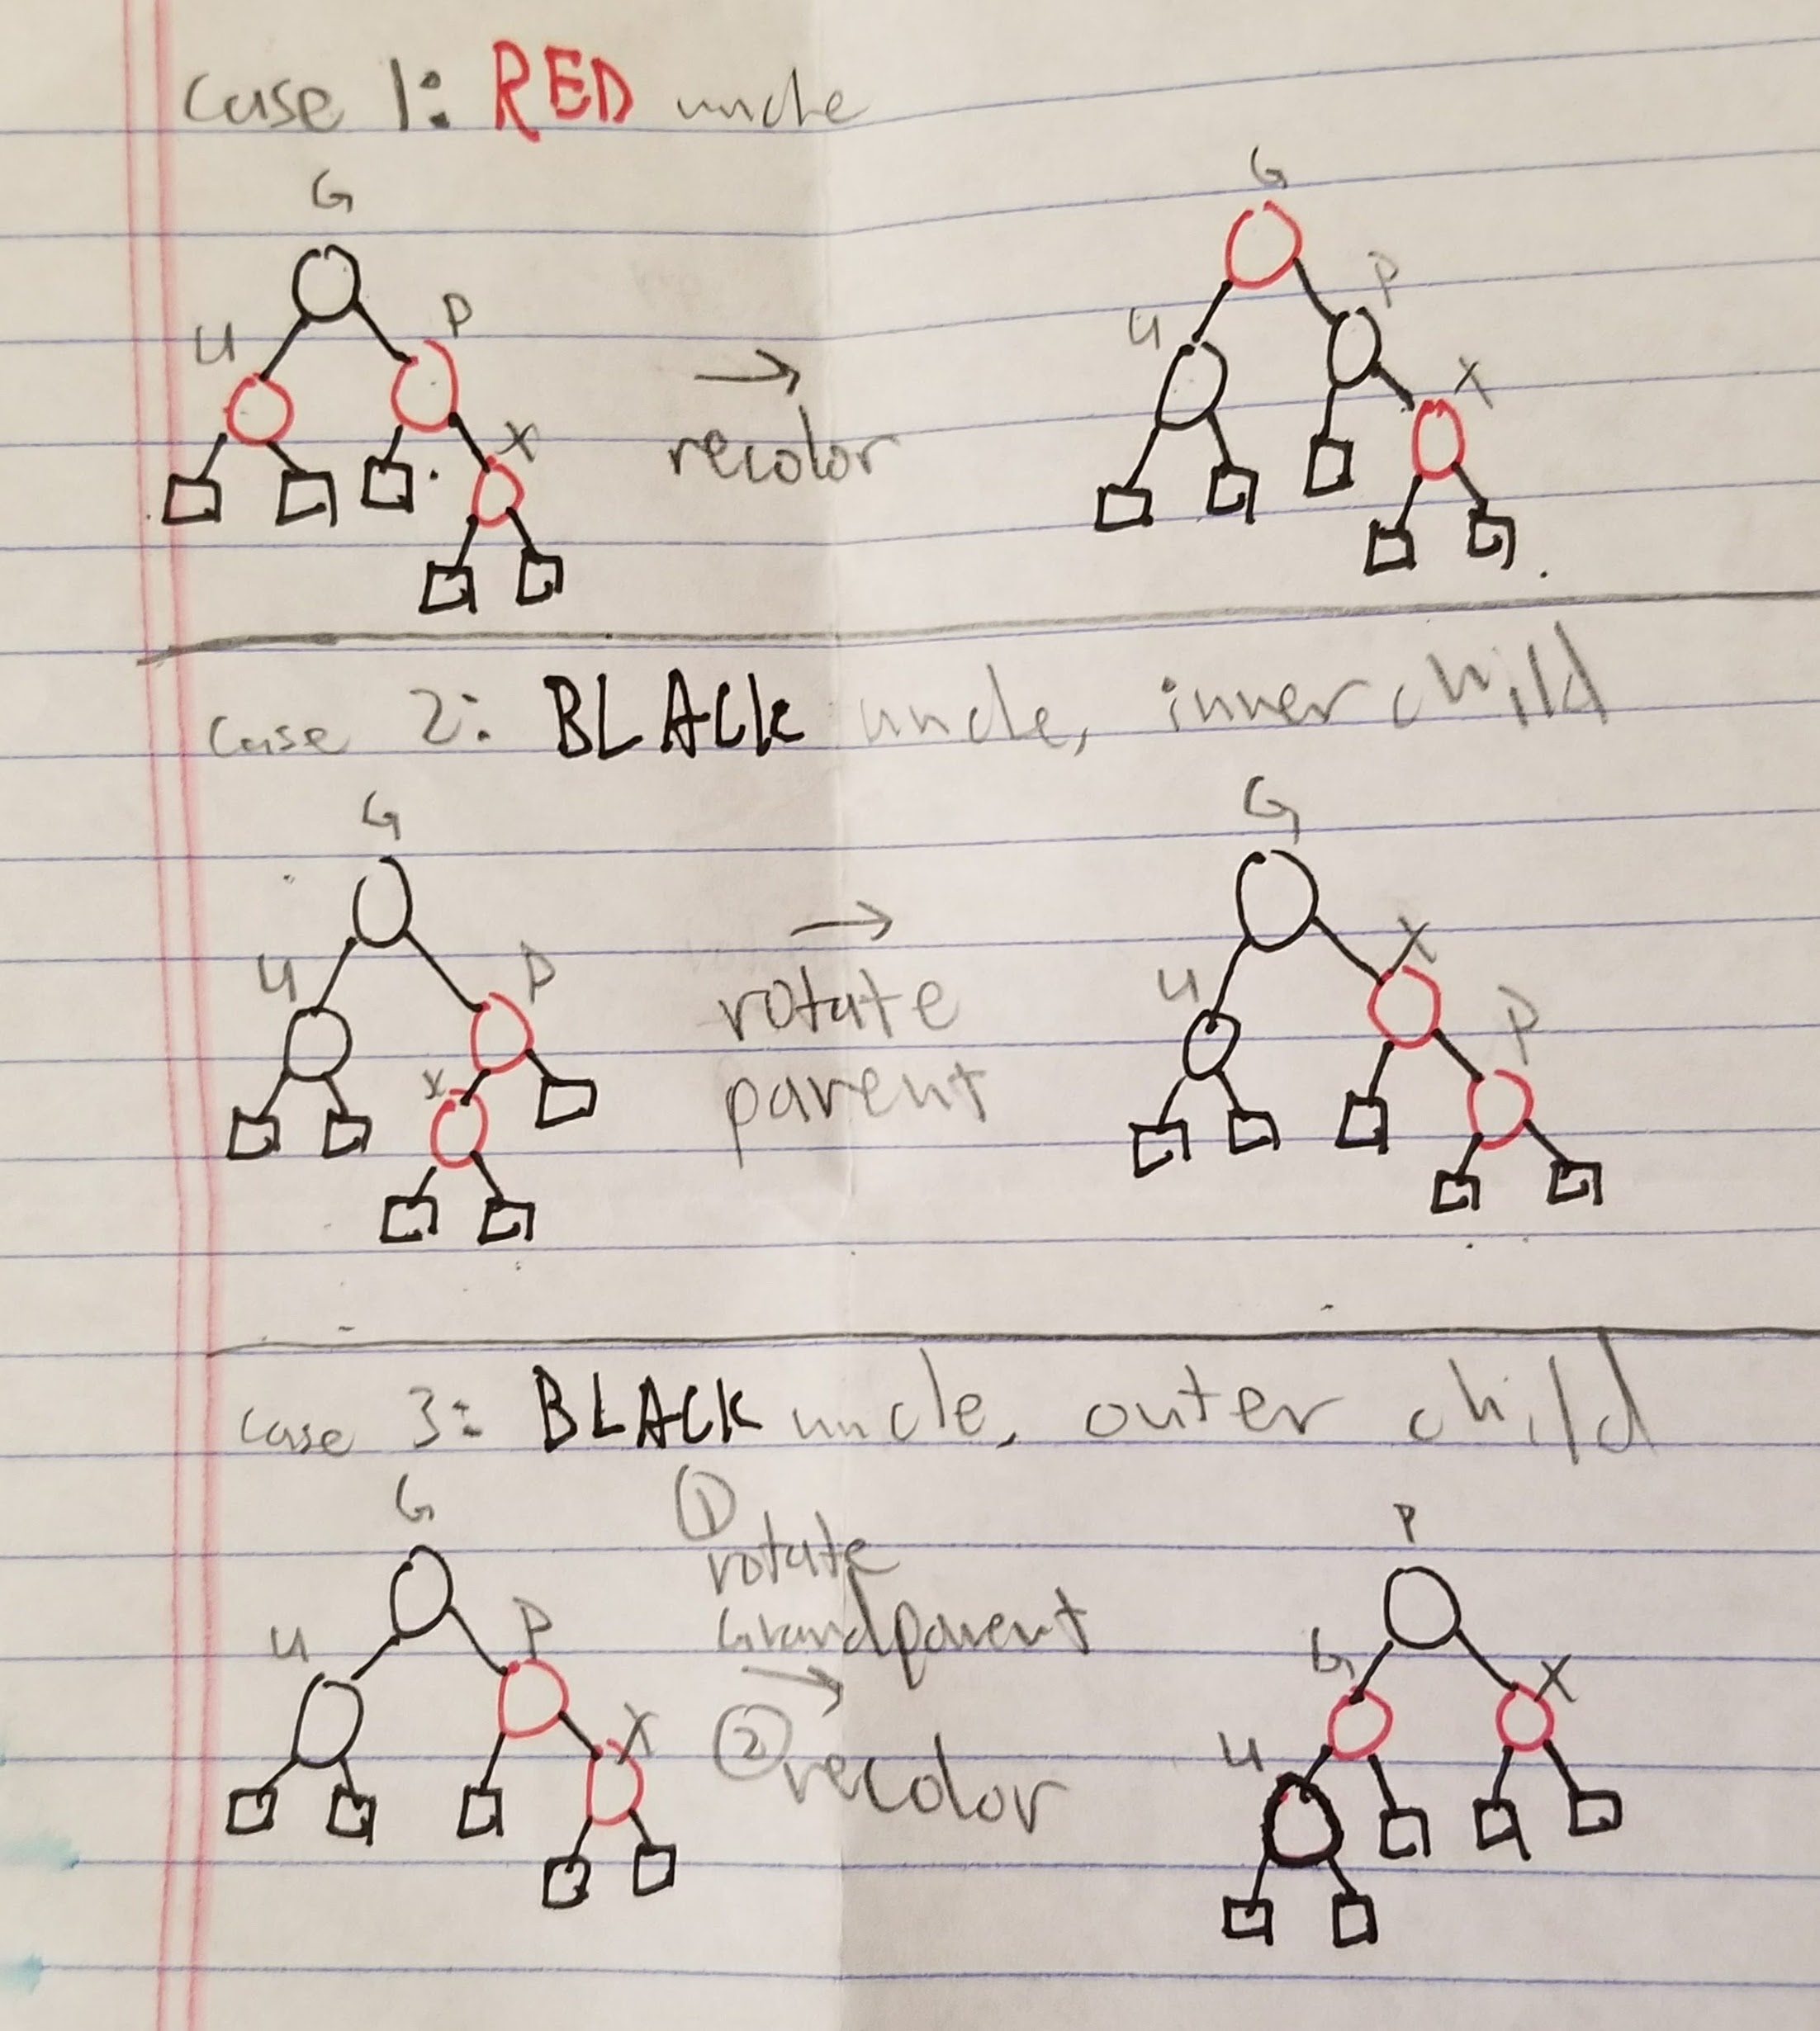 case 1: RED uncle
G
G
U
P
U
P
X
X
→
recolor
case 2: BLACK uncle, inner child
G
G
U
P
X
U
X
P
→
rotate
parent
case 3: BLACK uncle, outer child
G
①
rotate
Grandparent
→
② recolor
P
U
P
X
G
X
U